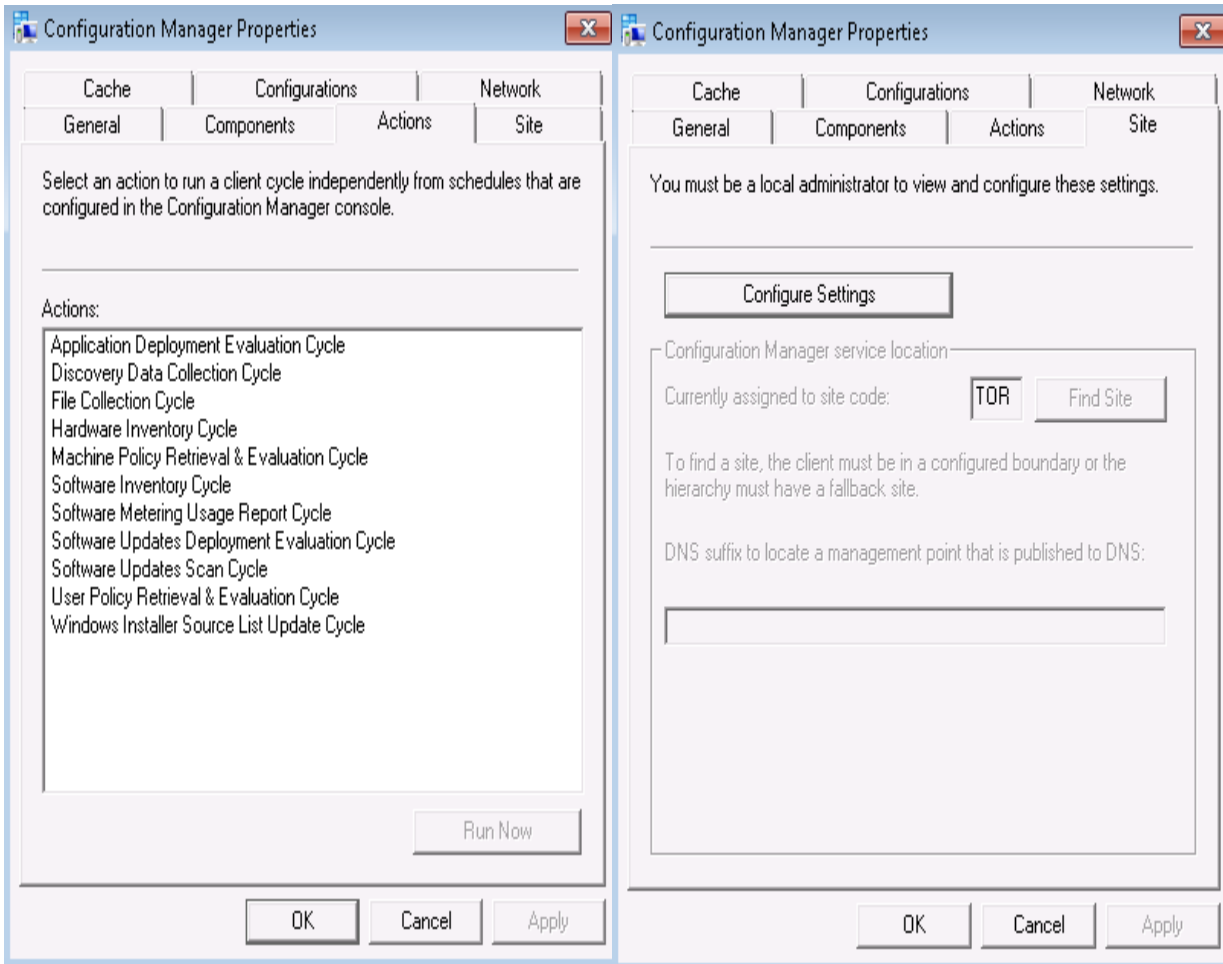 Configuration Manager Properties
Cache Configurations Network
General Components Actions Site
Select an action to run a client cycle independently from schedules that are
configured in the Configuration Manager console.
Actions:
Application Deployment Evaluation Cycle
Discovery Data Collection Cycle
File Collection Cycle
Hardware Inventory Cycle
Machine Policy Retrieval & Evaluation Cycle
Software Inventory Cycle
Software Metering Usage Report Cycle
Software Updates Deployment Evaluation Cycle
Software Updates Scan Cycle
User Policy Retrieval & Evaluation Cycle
Windows Installer Source List Update Cycle
Run Now
OK Cancel Apply
Configuration Manager Properties
Cache Configurations Network
General Components Actions Site
You must be a local administrator to view and configure these settings.
Configure Settings
Configuration Manager service location
Currently assigned to site code: TOR Find Site
To find a site, the client must be in a configured boundary or the
hierarchy must have a fallback site.
DNS suffix to locate a management point that is published to DNS:
OK Cancel Apply